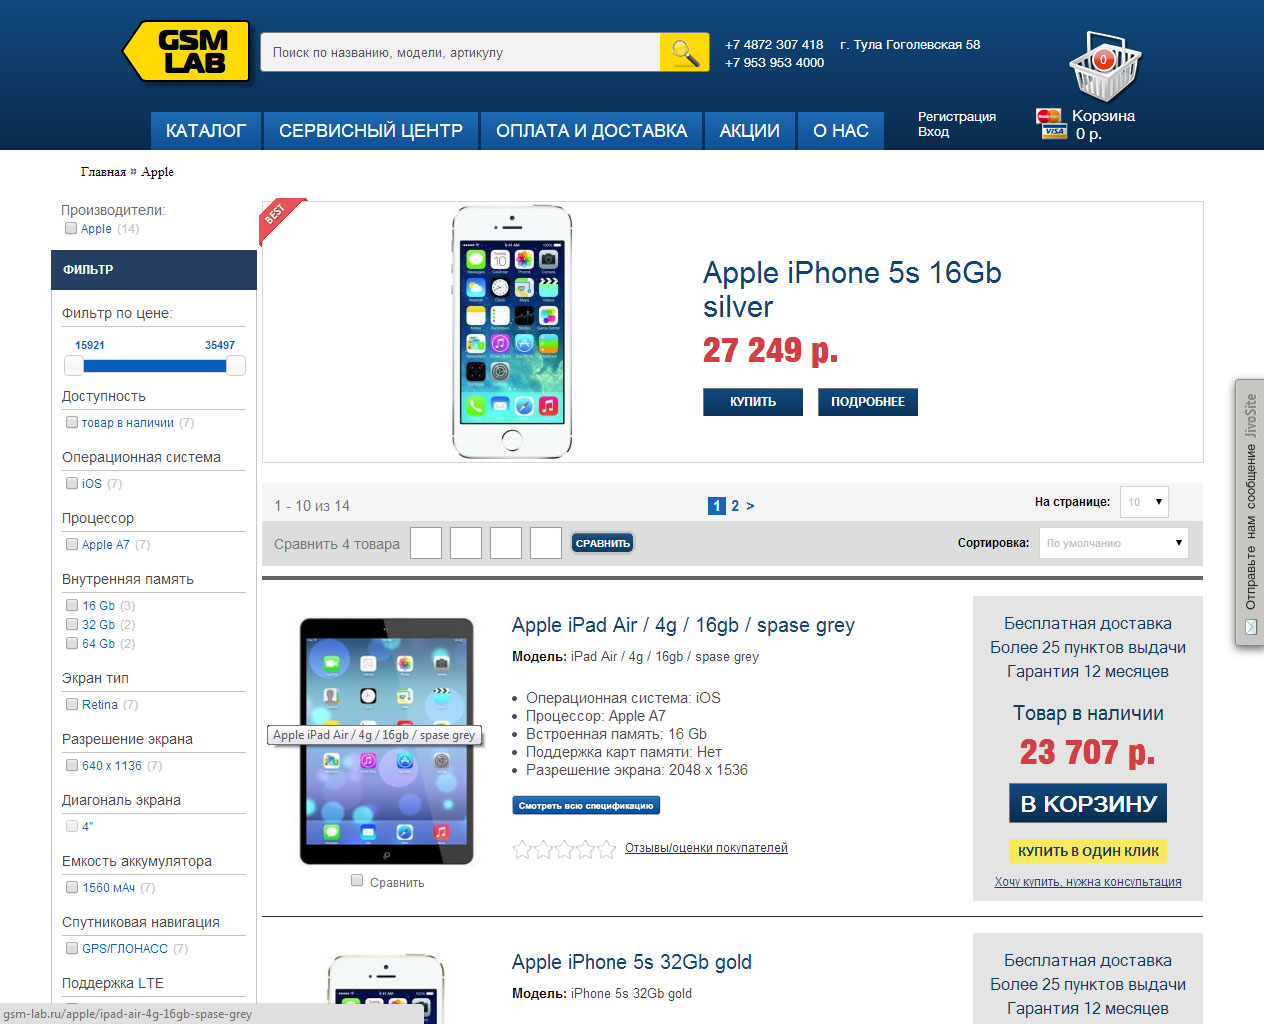 GSM
LAB
Поиск по названию, модели, артикулу
+7 4872 307 418 г. Тула Гоголевская 58
+7 953 953 4000
0
КАТАЛОГ
СЕРВИСНЫЙ ЦЕНТР
ОПЛАТА И ДОСТАВКА
АКЦИИ
О НАС
Регистрация
Вход
MasterCard
VISA
Корзина
0 р.
Главная » Apple
Производители:
Apple (14)
ФИЛЬТР
Фильтр по цене:
15921 35497
Доступность
товар в наличии (7)
Операционная система
iOS (7)
Процессор
Apple A7 (7)
Внутренняя память
16 Gb (3)
32 Gb (2)
64 Gb (2)
Экран тип
Retina (7)
Разрешение экрана
640 x 1136 (7)
Диагональ экрана
4"
Емкость аккумулятора
1560 мАч (7)
Спутниковая навигация
GPS/ГЛОНАСС (7)
Поддержка LTE
BEST
Apple iPhone 5s 16Gb
silver
27 249 р.
КУПИТЬ
ПОДРОБНЕЕ
1 - 10 из 14
1 2 >
На странице: 10
Сравнить 4 товара
СРАВНИТЬ
Сортировка: По умолчанию
Apple iPad Air / 4g / 16gb / spase grey
Сравнить
Apple iPad Air / 4g / 16gb / spase grey
Модель: iPad Air / 4g / 16gb / spase grey
Операционная система: iOS
Процессор: Apple A7
Встроенная память: 16 Gb
Поддержка карт памяти: Нет
Разрешение экрана: 2048 x 1536
Смотреть всю спецификацию
Отзывы/оценки покупателей
Бесплатная доставка
Более 25 пунктов выдачи
Гарантия 12 месяцев
Товар в наличии
23 707 р.
В КОРЗИНУ
КУПИТЬ В ОДИН КЛИК
Хочу купить, нужна консультация
Apple iPhone 5s 32Gb gold
Модель: iPhone 5s 32Gb gold
Бесплатная доставка
Более 25 пунктов выдачи
Гарантия 12 месяцев
Отправьте нам сообщение JivoSite
gsm-lab.ru/apple/ipad-air-4g-16gb-spase-grey